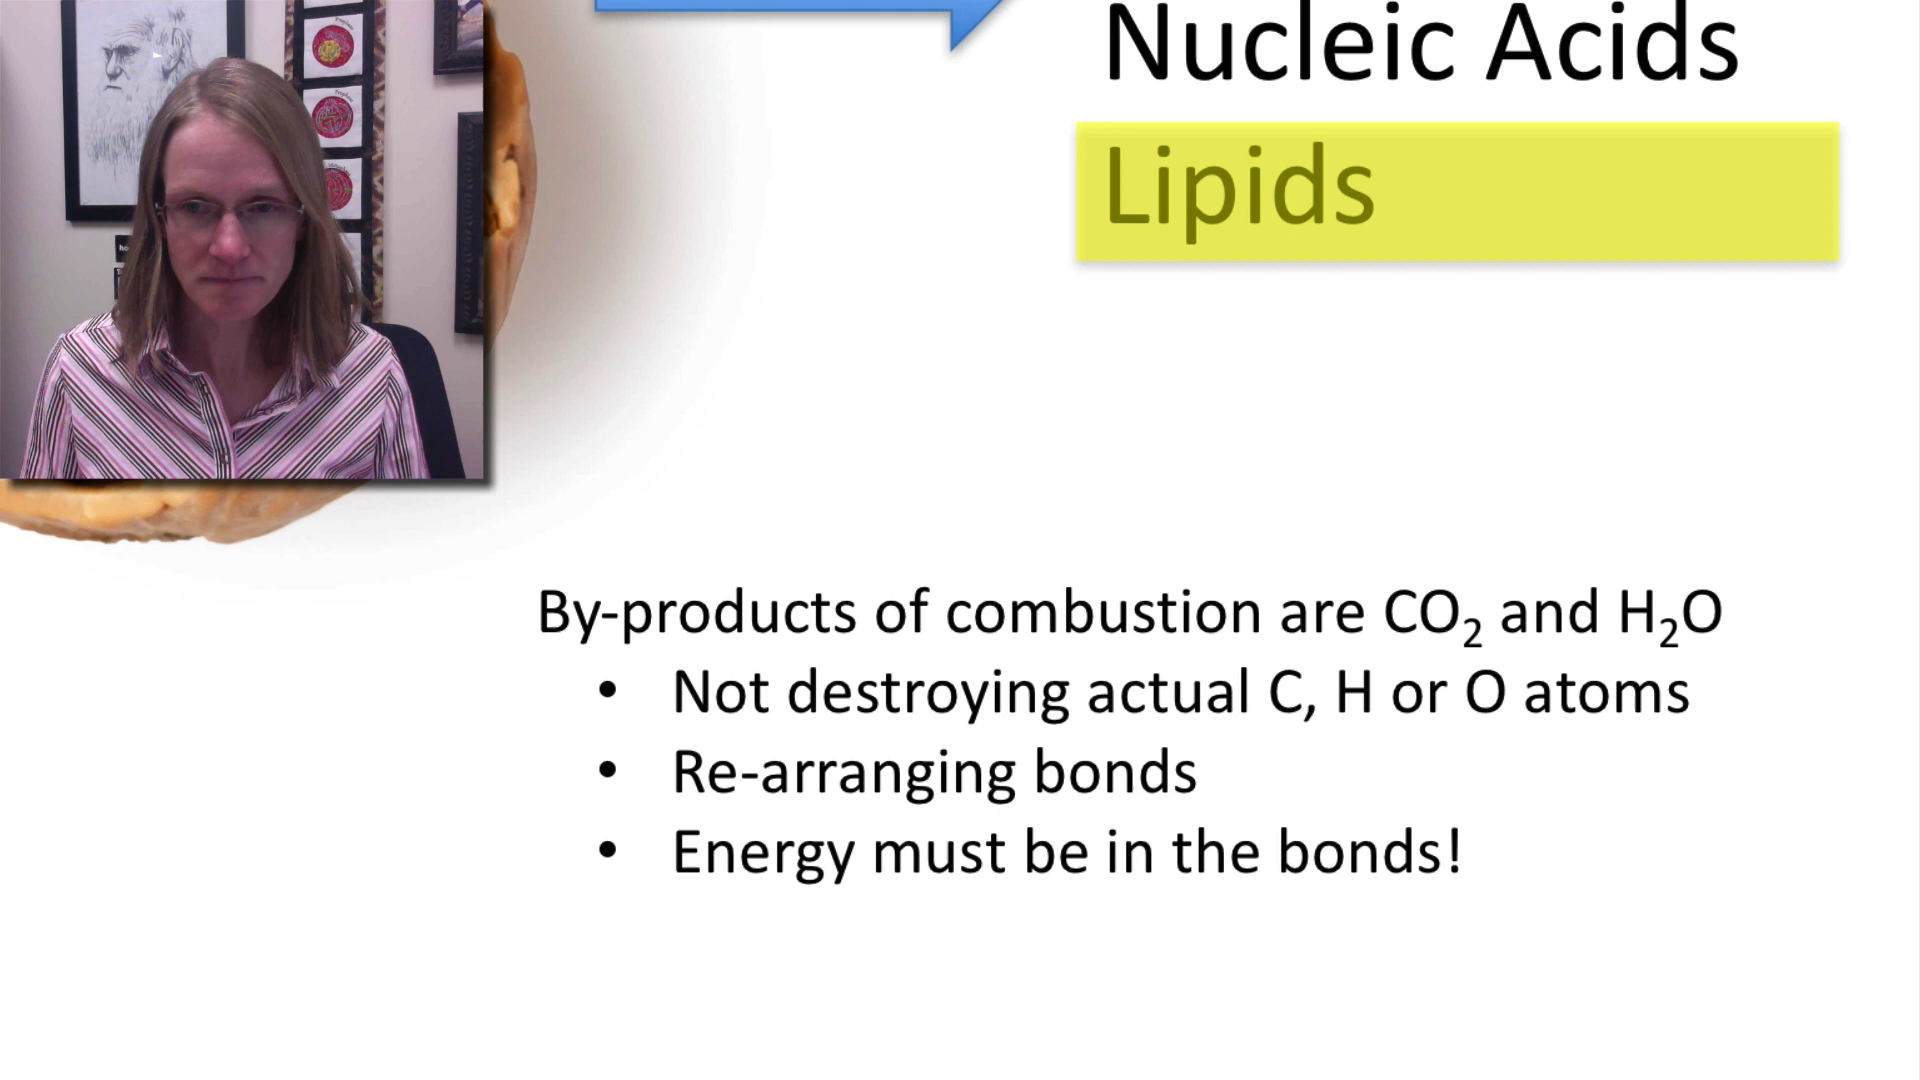 Nucleic Acids
Lipids
By-products of combustion are CO₂ and H₂O
• Not destroying actual C, H or O atoms
• Re-arranging bonds
• Energy must be in the bonds!